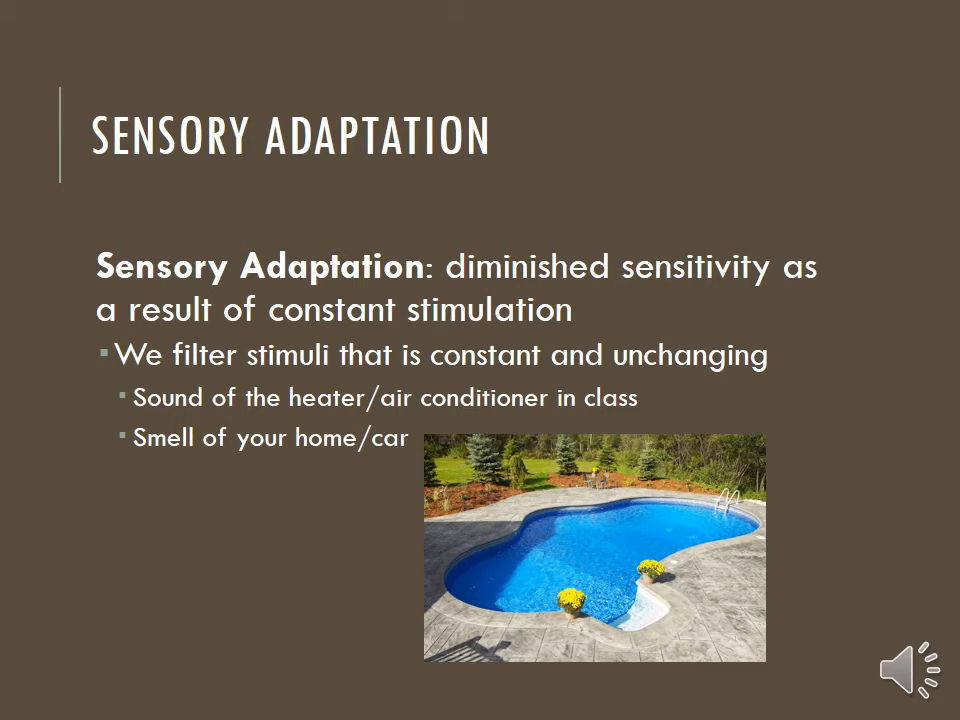 SENSORY ADAPTATION
Sensory Adaptation: diminished sensitivity as
a result of constant stimulation
▪ We filter stimuli that is constant and unchanging
▪ Sound of the heater/air conditioner in class
▪ Smell of your home/car